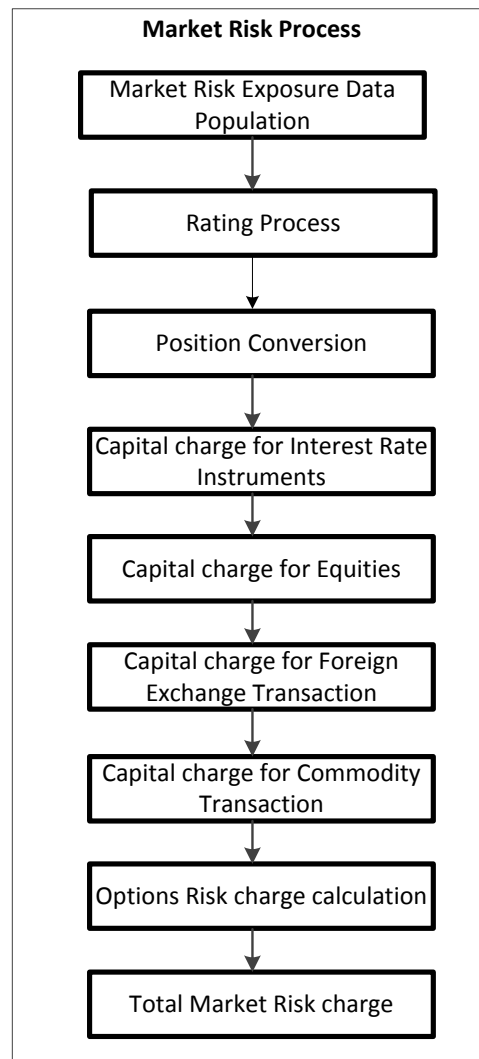 Market Risk Process
Market Risk Exposure Data
Population
Rating Process
Position Conversion
Capital charge for Interest Rate
Instruments
Capital charge for Equities
Capital charge for Foreign
Exchange Transaction
Capital charge for Commodity
Transaction
Options Risk charge calculation
Total Market Risk charge